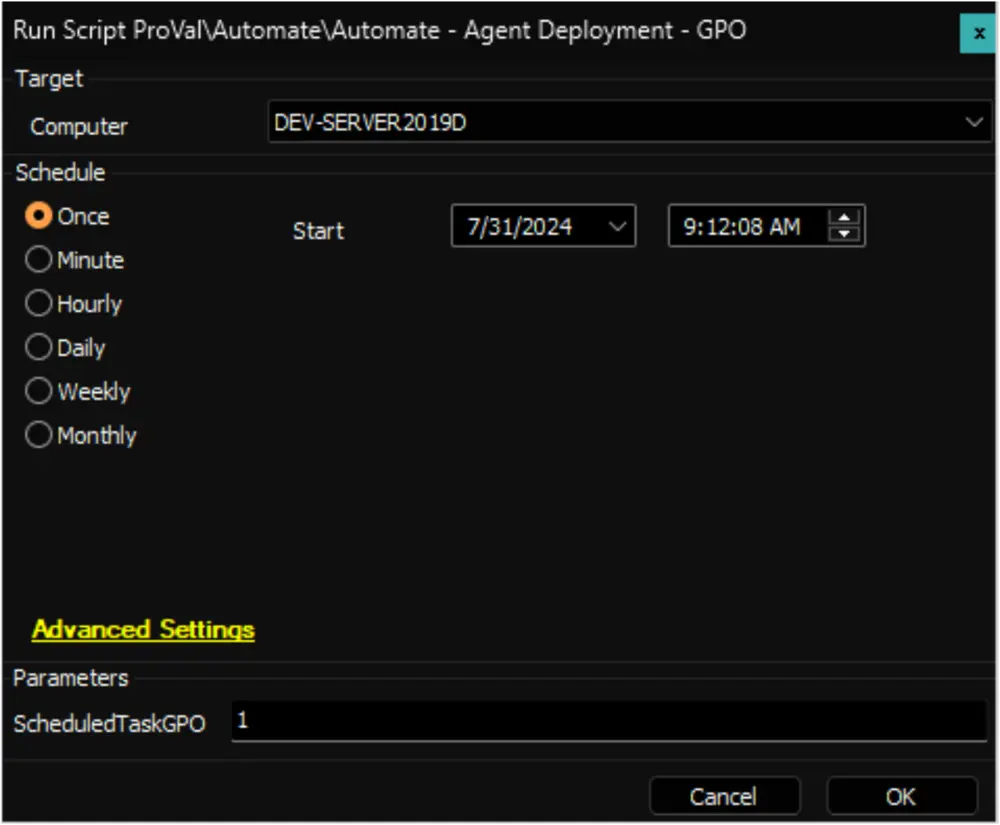 Run Script ProVal\Automate\Automate - Agent Deployment - GPO
x
Target
Computer DEV-SERVER2019D
Schedule
Once
Start 7/31/2024 9:12:08 AM
Minute
Hourly
Daily
Weekly
Monthly
Advanced Settings
Parameters
ScheduledTaskGPO 1
Cancel OK